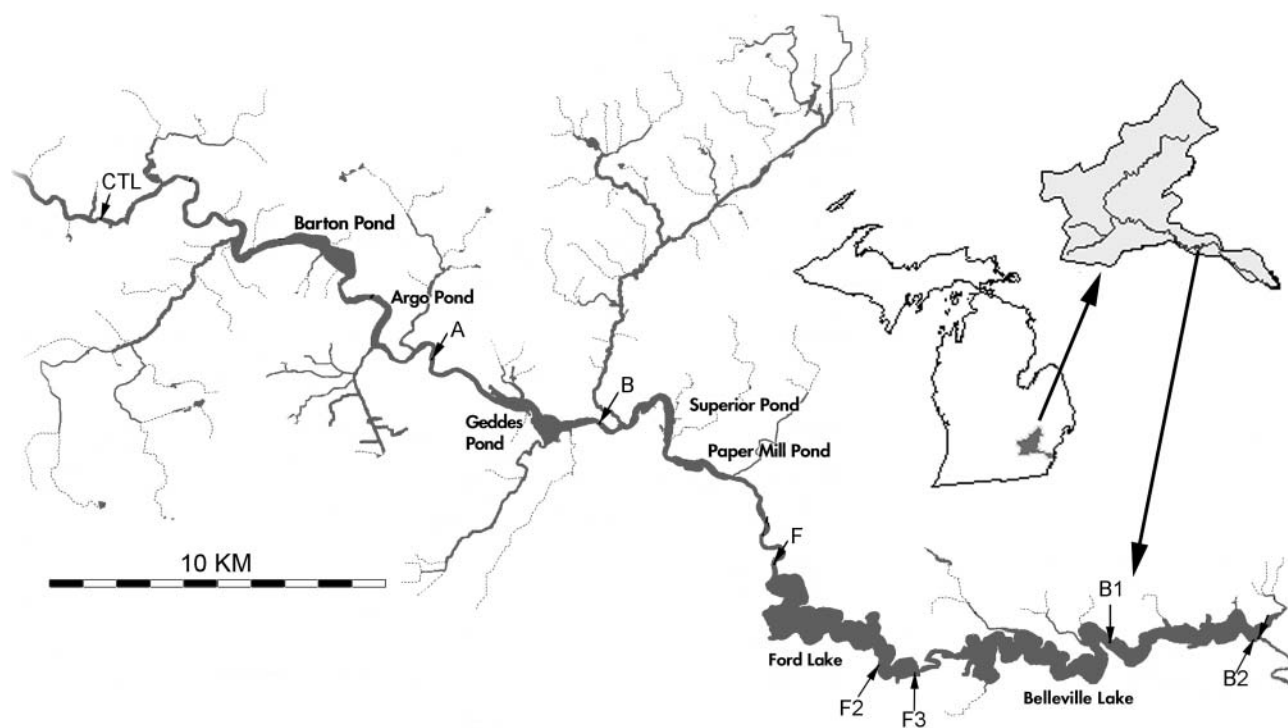 CTL
Barton Pond
Argo Pond
A
B
Geddes
Pond
Superior Pond
Paper Mill Pond
10 KM
F
B1
Ford Lake
F2
F3
Belleville Lake
B2